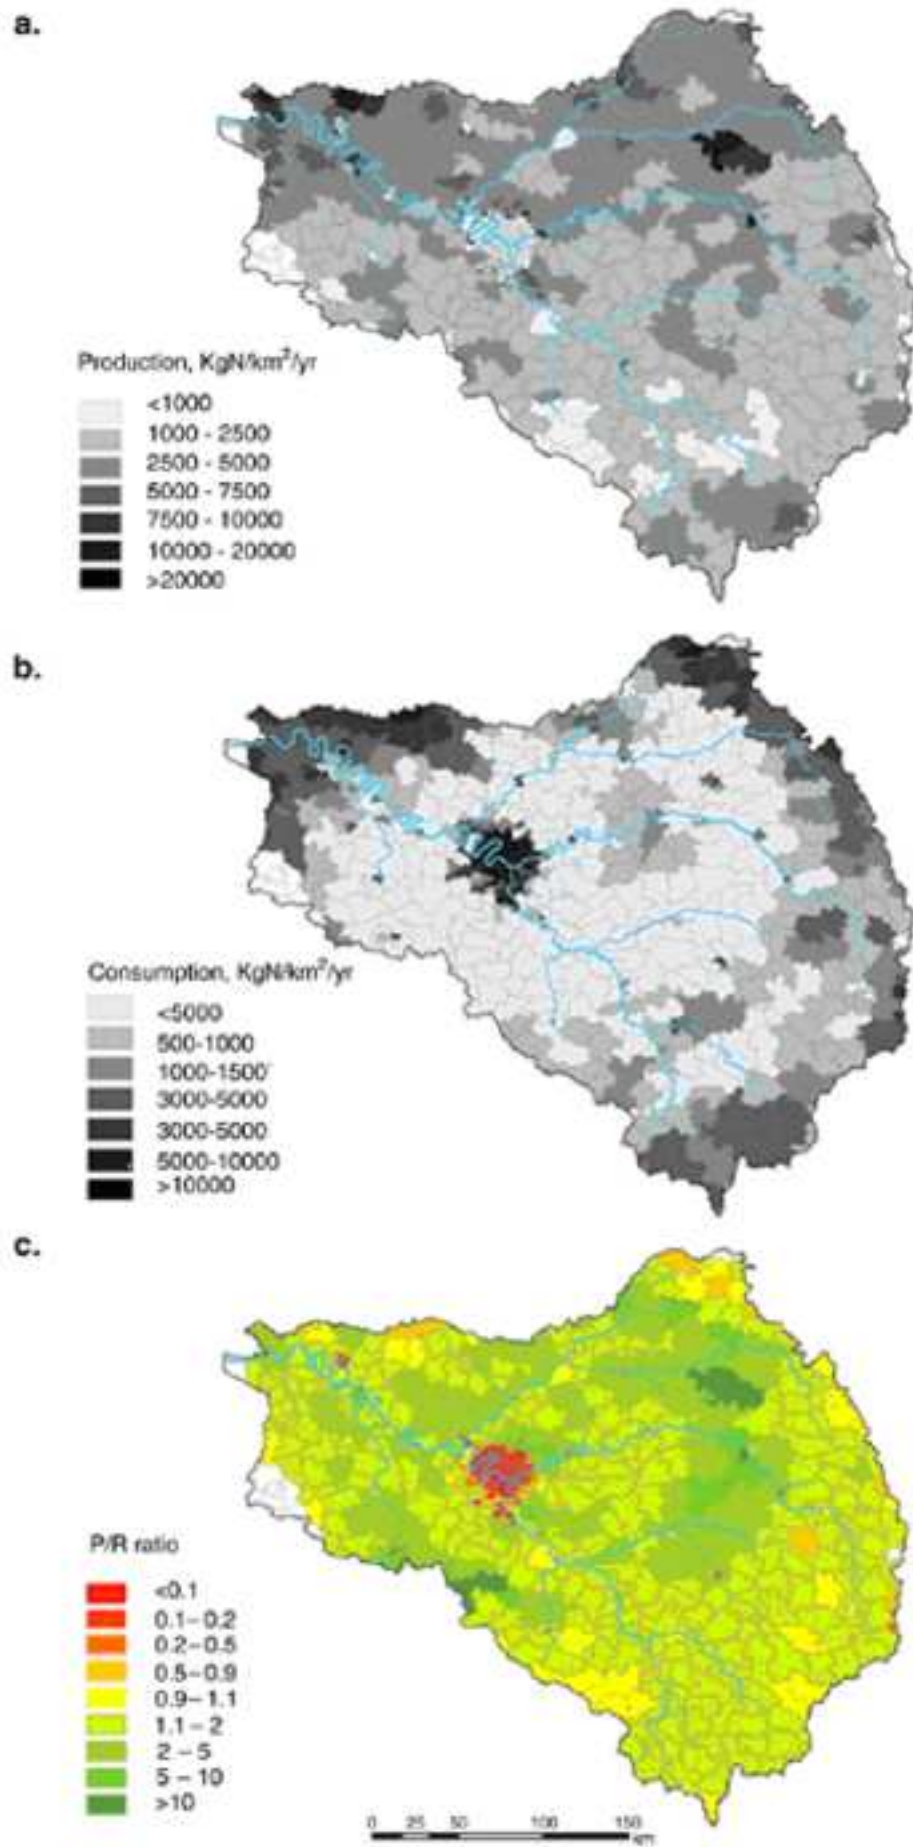 a.
Production, KgN/km²/yr
<1000
1000 - 2500
2500 - 5000
5000 - 7500
7500 - 10000
10000 - 20000
>20000
b.
Consumption, KgN/km²/yr
<5000
500-1000
1000-1500
3000-5000
3000-5000
5000-10000
>10000
c.
P/R ratio
<0.1
0.1 – 0.2
0.2 – 0.5
0.5 – 0.9
0.9 – 1.1
1.1 – 2
2 – 5
5 – 10
>10
0 25 50 100 150
km